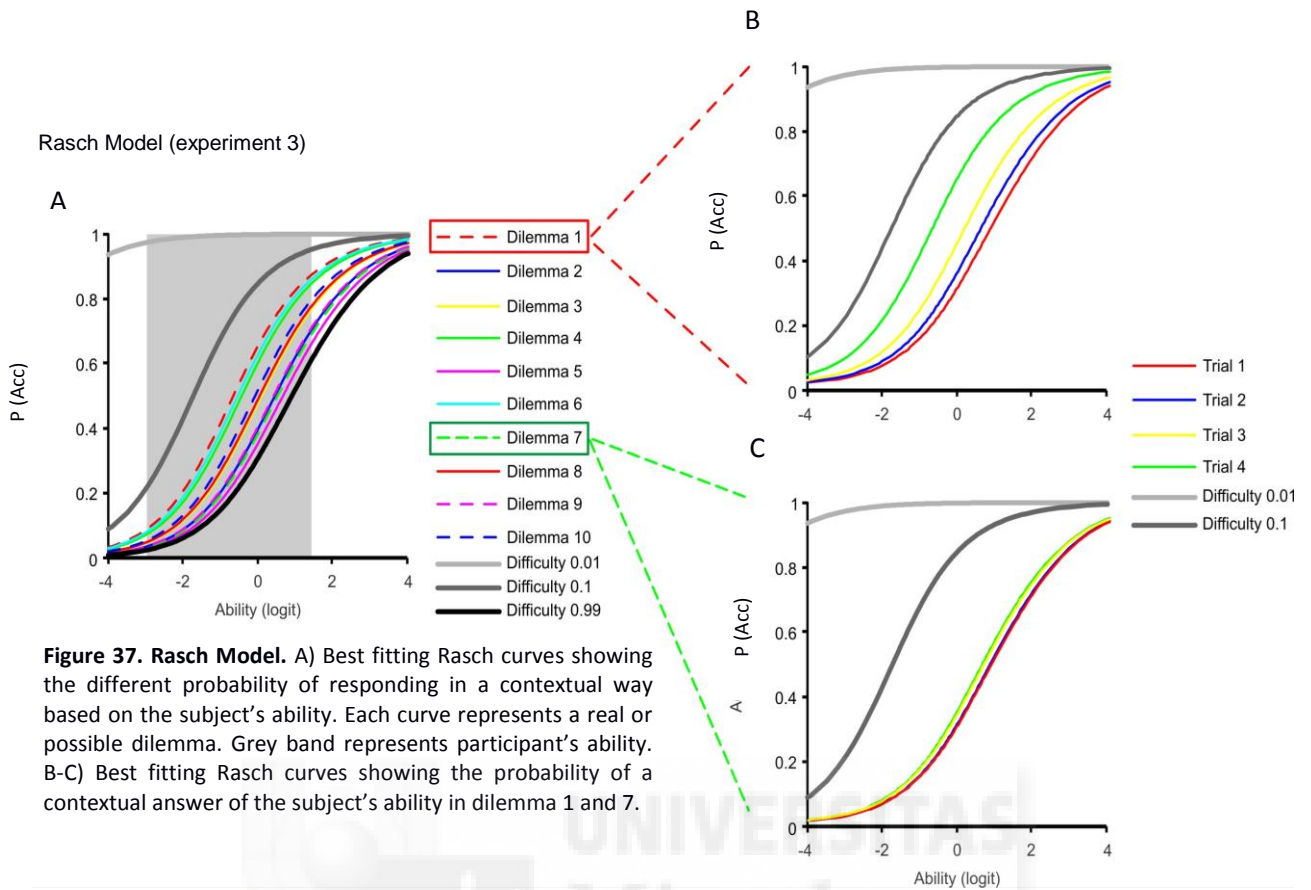 Rasch Model (experiment 3)
A
P (Acc)
1
0.8
0.6
0.4
0.2
0
-4
-2
0
2
4
Ability (logit)
Dilemma 1
Dilemma 2
Dilemma 3
Dilemma 4
Dilemma 5
Dilemma 6
Dilemma 7
Dilemma 8
Dilemma 9
Dilemma 10
Difficulty 0.01
Difficulty 0.1
Difficulty 0.99
B
P (Acc)
1
0.8
0.6
0.4
0.2
0
-4
-2
0
2
4
C
P (Acc)
A
1
0.8
0.6
0.4
0.2
0
-4
-2
0
2
4
Ability (logit)
Trial 1
Trial 2
Trial 3
Trial 4
Difficulty 0.01
Difficulty 0.1
Figure 37. Rasch Model. A) Best fitting Rasch curves showing
the different probability of responding in a contextual way
based on the subject’s ability. Each curve represents a real or
possible dilemma. Grey band represents participant’s ability.
B-C) Best fitting Rasch curves showing the probability of a
contextual answer of the subject’s ability in dilemma 1 and 7.
UNIVERSITAS